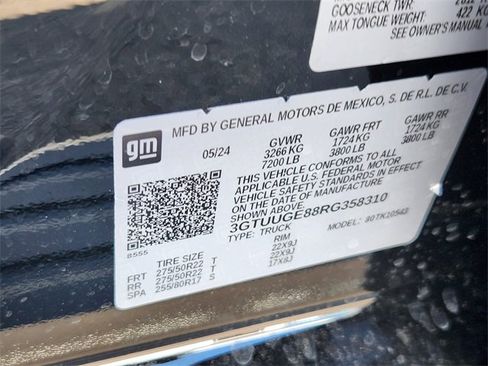 GOOSENECK TWR:
MAX TONGUE WEIGHT: 422 KG
SEE OWNER'S MANUAL
gm
MFD BY GENERAL MOTORS DE MEXICO, S. DE R.L. DE C.V.
05/24 GVWR GAWR FRT GAWR RR
3266 KG 1724 KG 1724 KG
7200 LB 3800 LB 3800 LB
THIS VEHICLE CONFORMS TO ALL
APPLICABLE U.S. FEDERAL MOTOR
VEHICLE SAFETY STANDARDS IN EFFECT
ON THE DATE OF MANUFACTURE
3GTUUGE88RG358310
TYPE: TRUCK MODEL: 80TK10543
8555
TIRE SIZE RIM
FRT 275/50R22 T 22X9J
RR 275/50R22 T 22X9J
SPA 255/80R17 S 17X8J